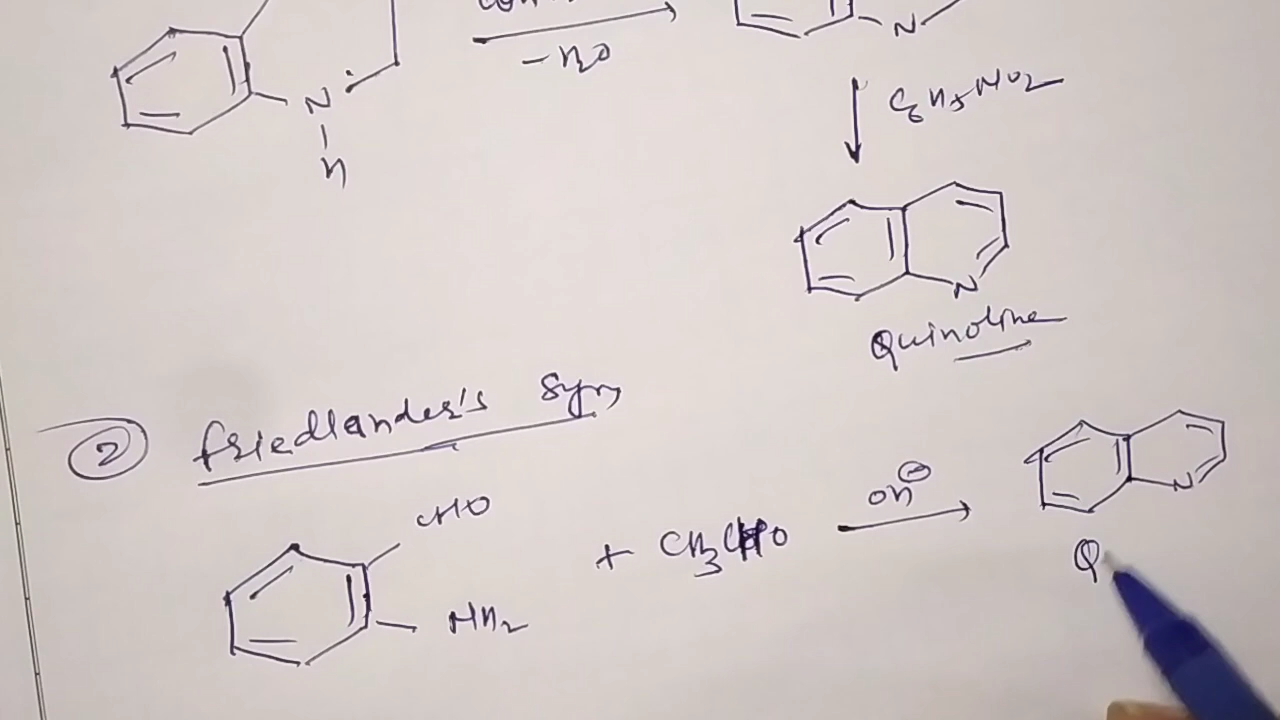 -H2O
N
N
H
C6H5NO2
N
Quinoline
② Friedlander's Syn
CHO
OH⊖
+ CH3CHO
N
NH2
Q